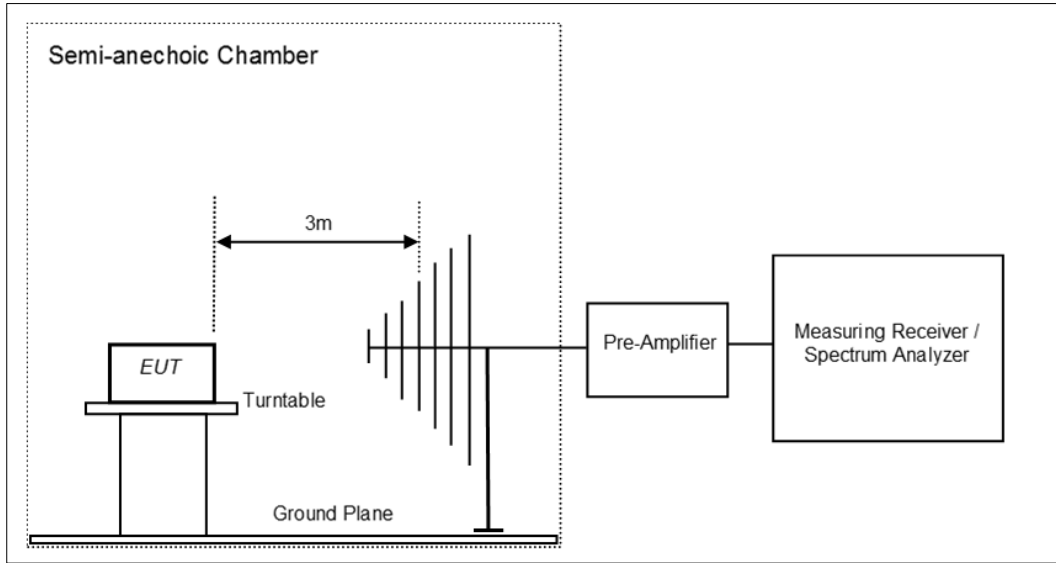 Semi-anechoic Chamber
3m
EUT
Turntable
Ground Plane
Pre-Amplifier
Measuring Receiver /
Spectrum Analyzer